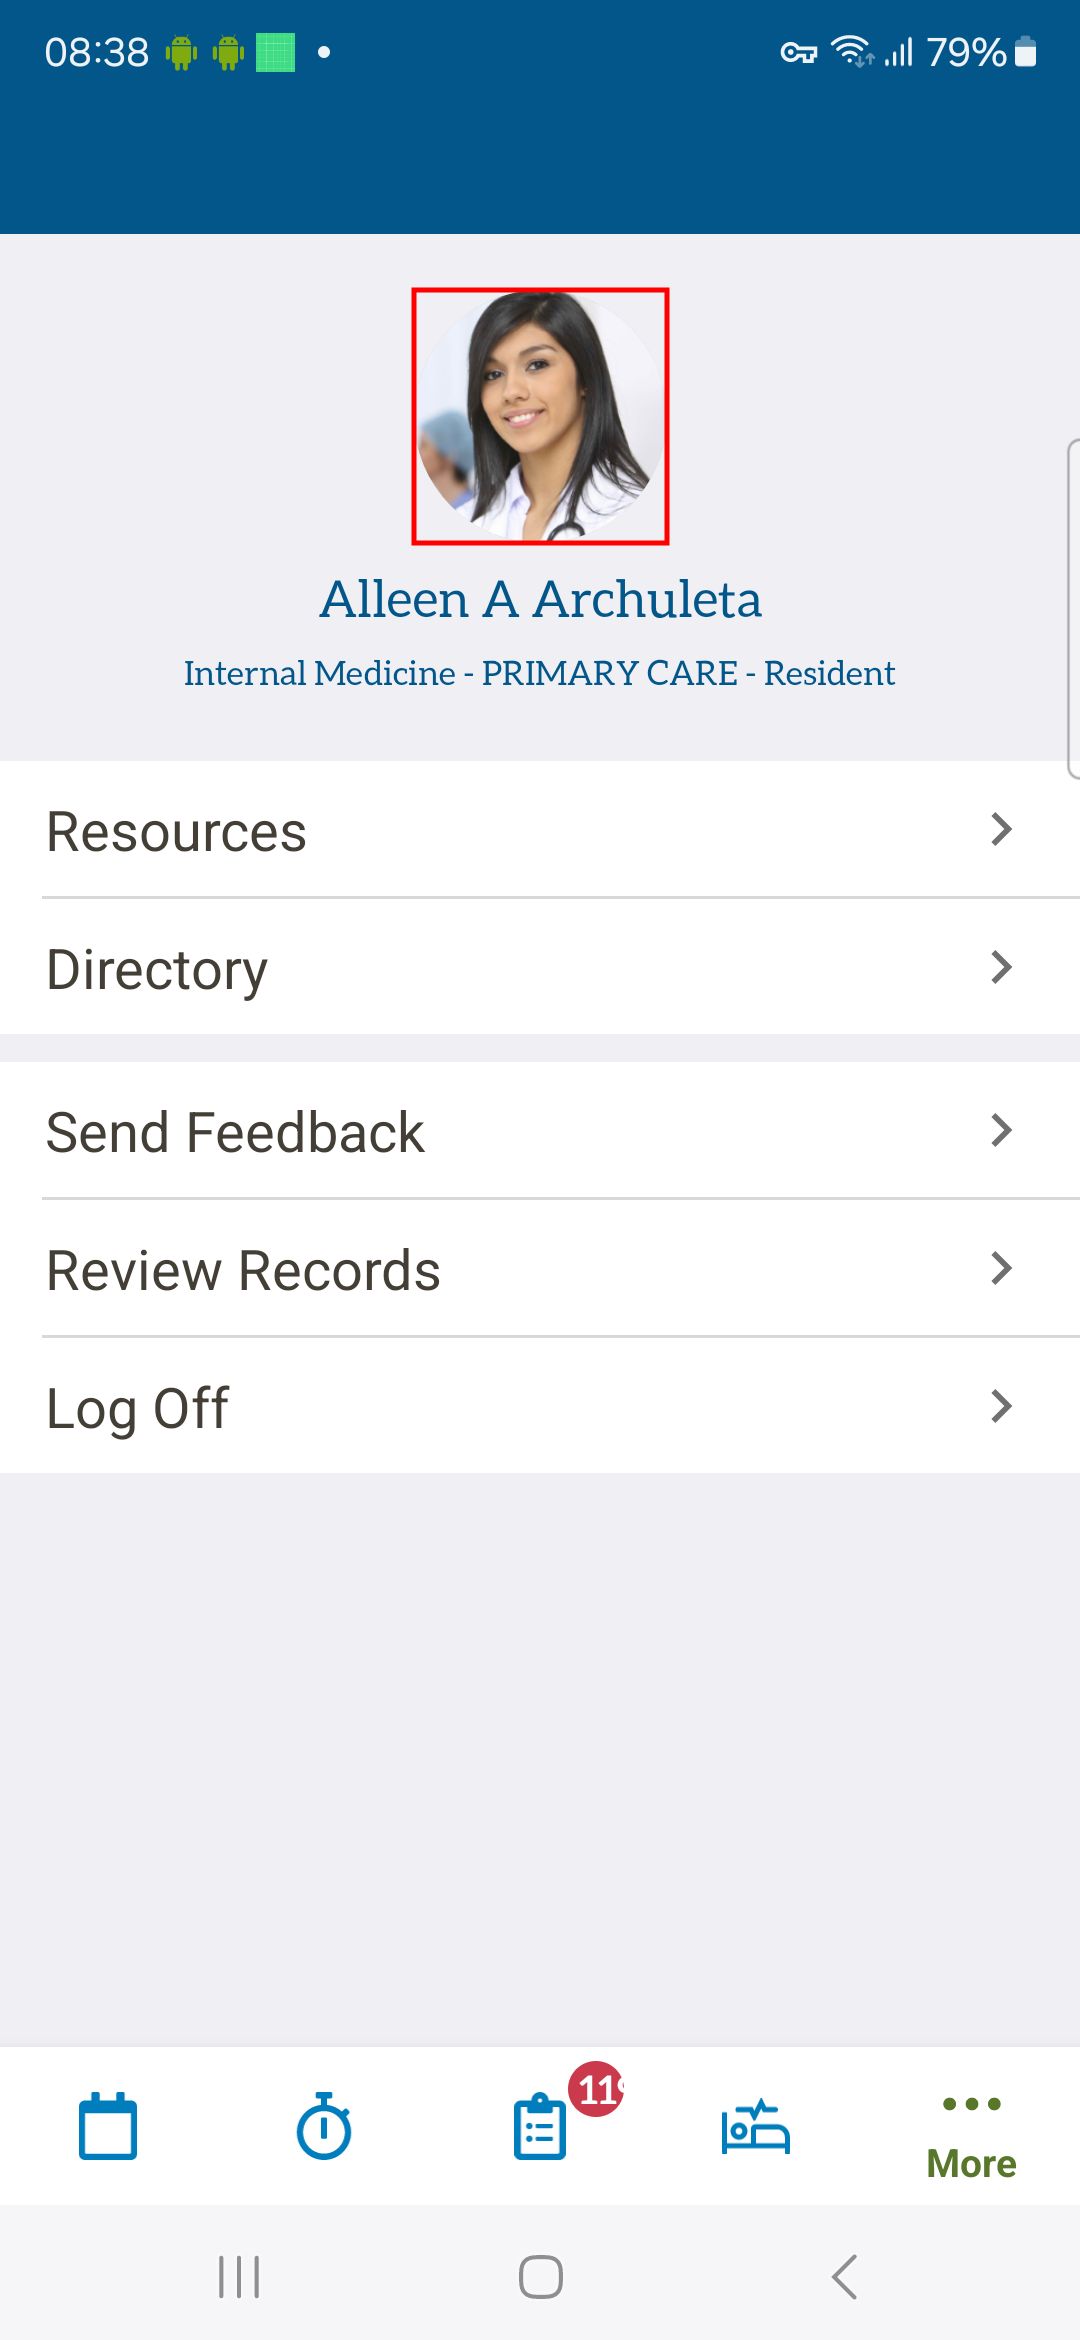 08:38
79%
Alleen A Archuleta
Internal Medicine - PRIMARY CARE - Resident
Resources
Directory
Send Feedback
Review Records
Log Off
11
More